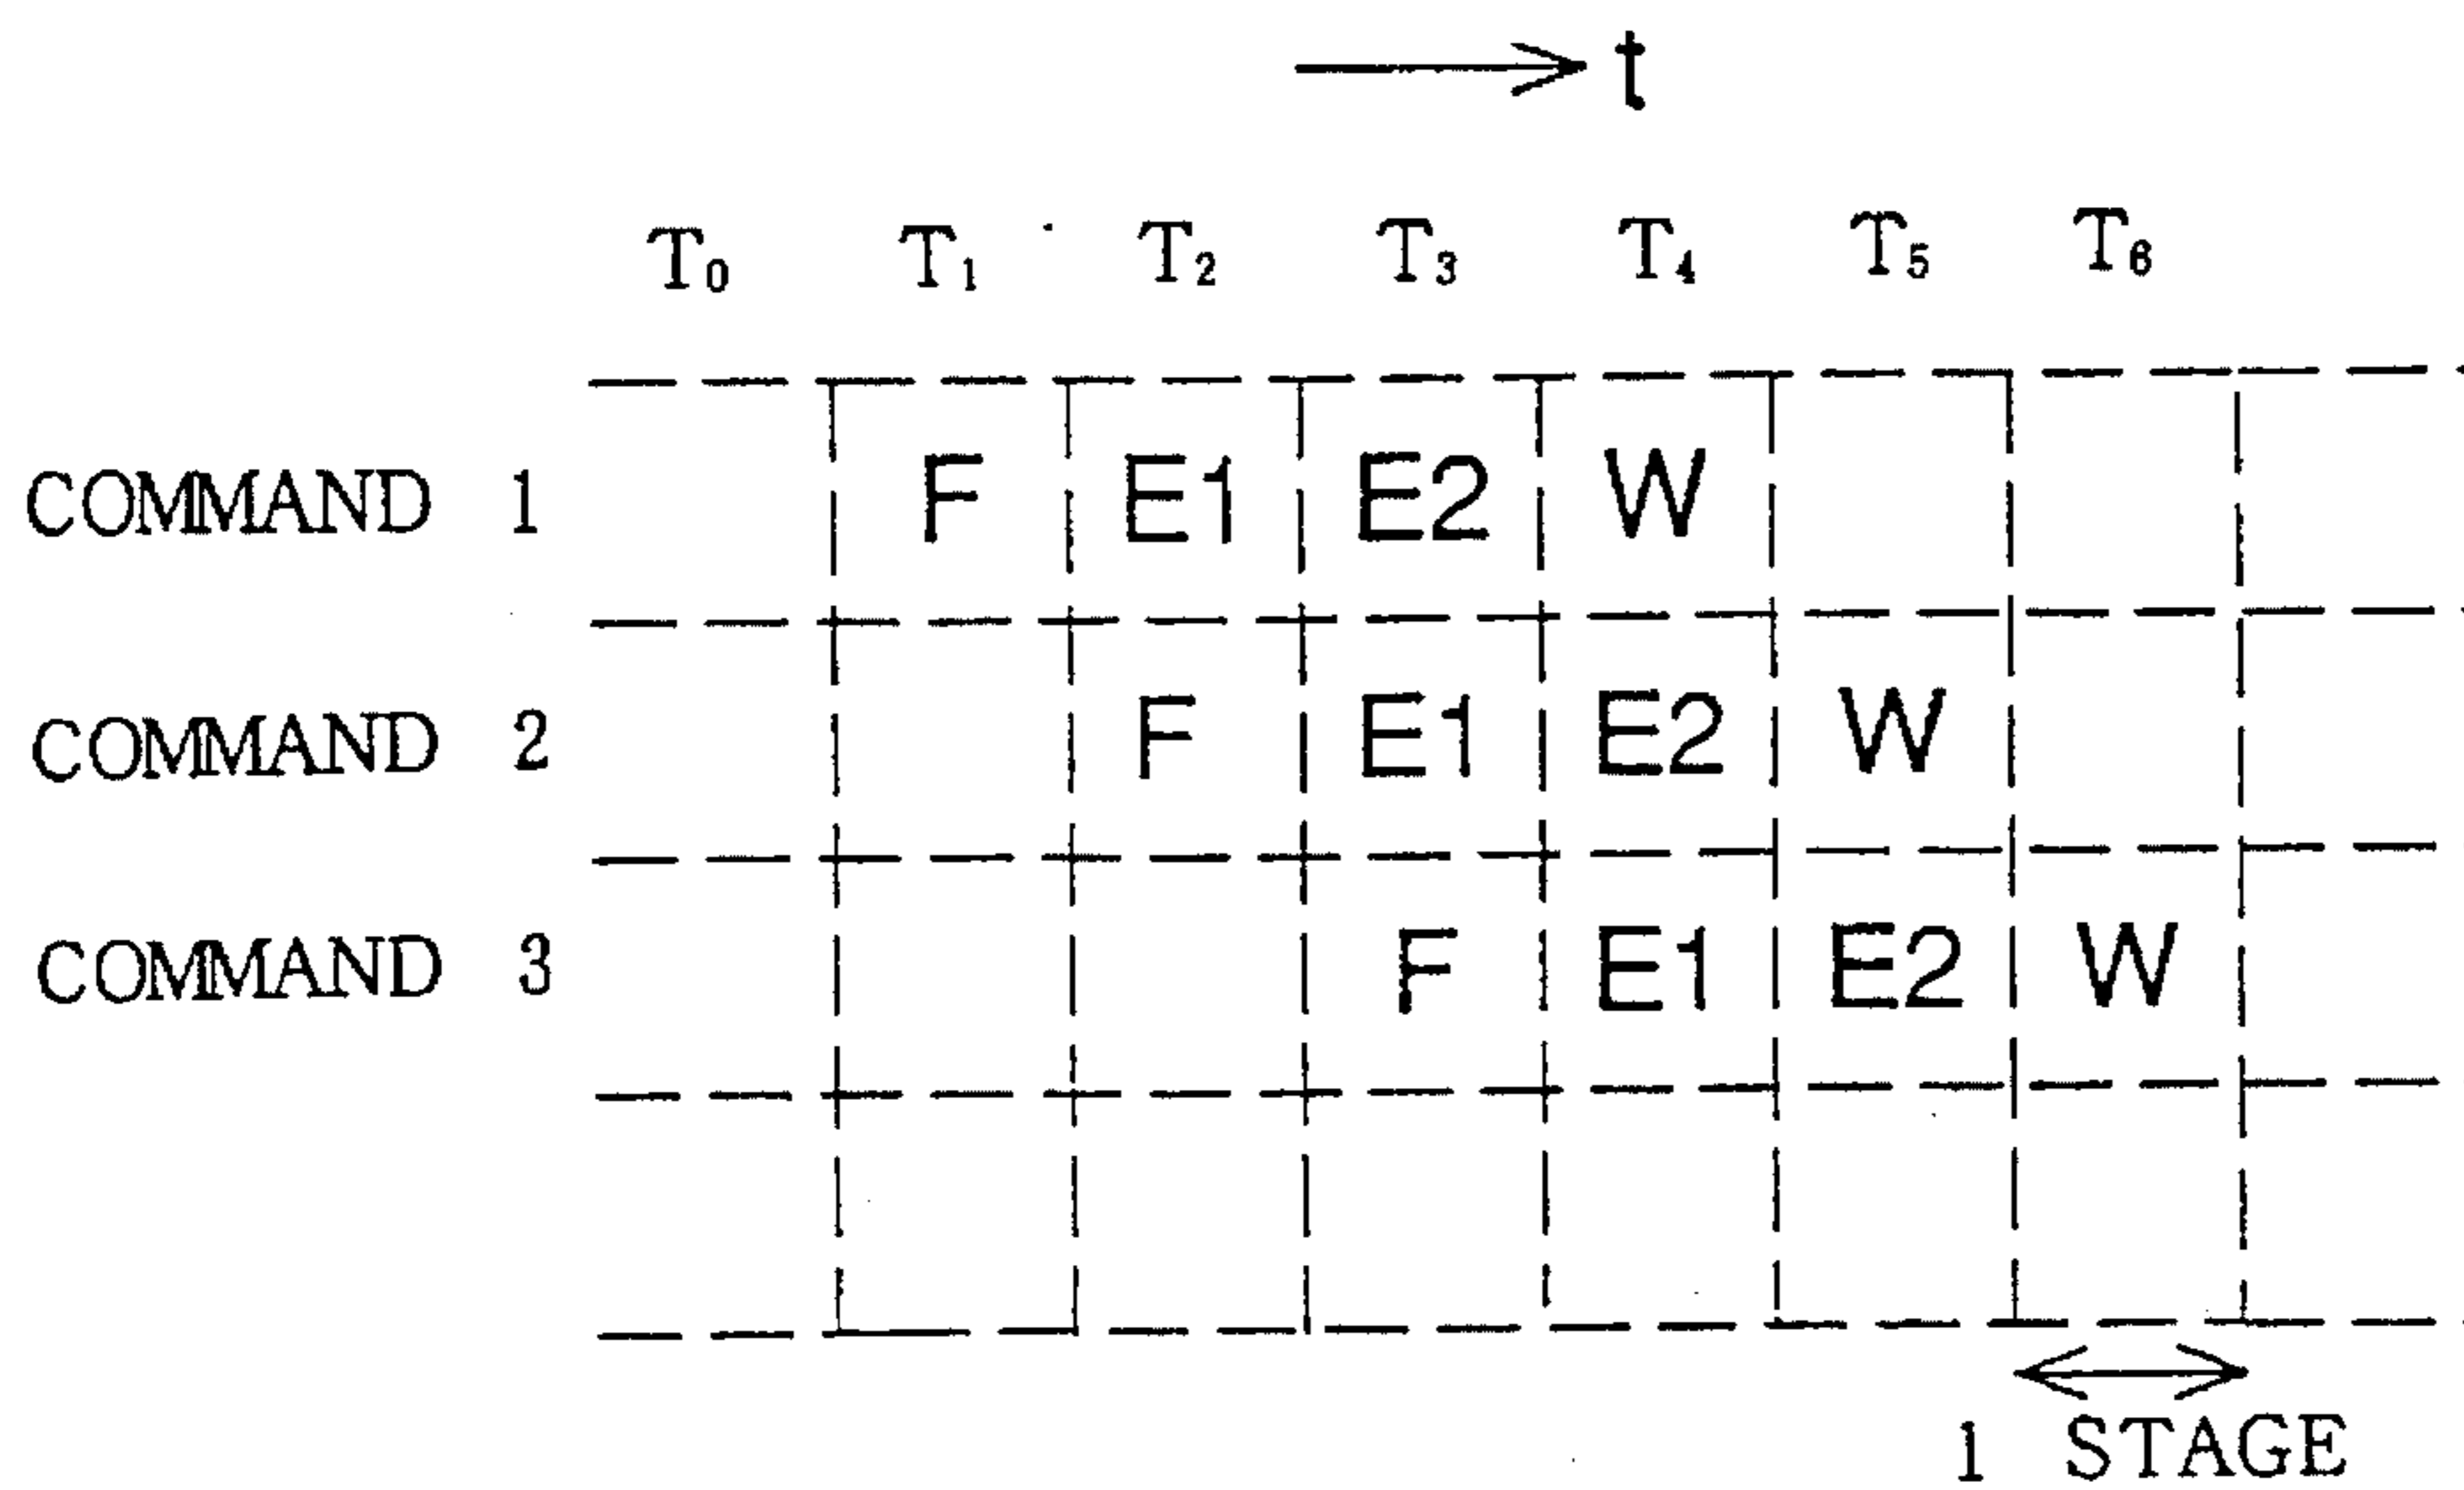 t
T0 T1 T2 T3 T4 T5 T6
COMMAND 1 F E1 E2 W
COMMAND 2 F E1 E2 W
COMMAND 3 F E1 E2 W
1 STAGE